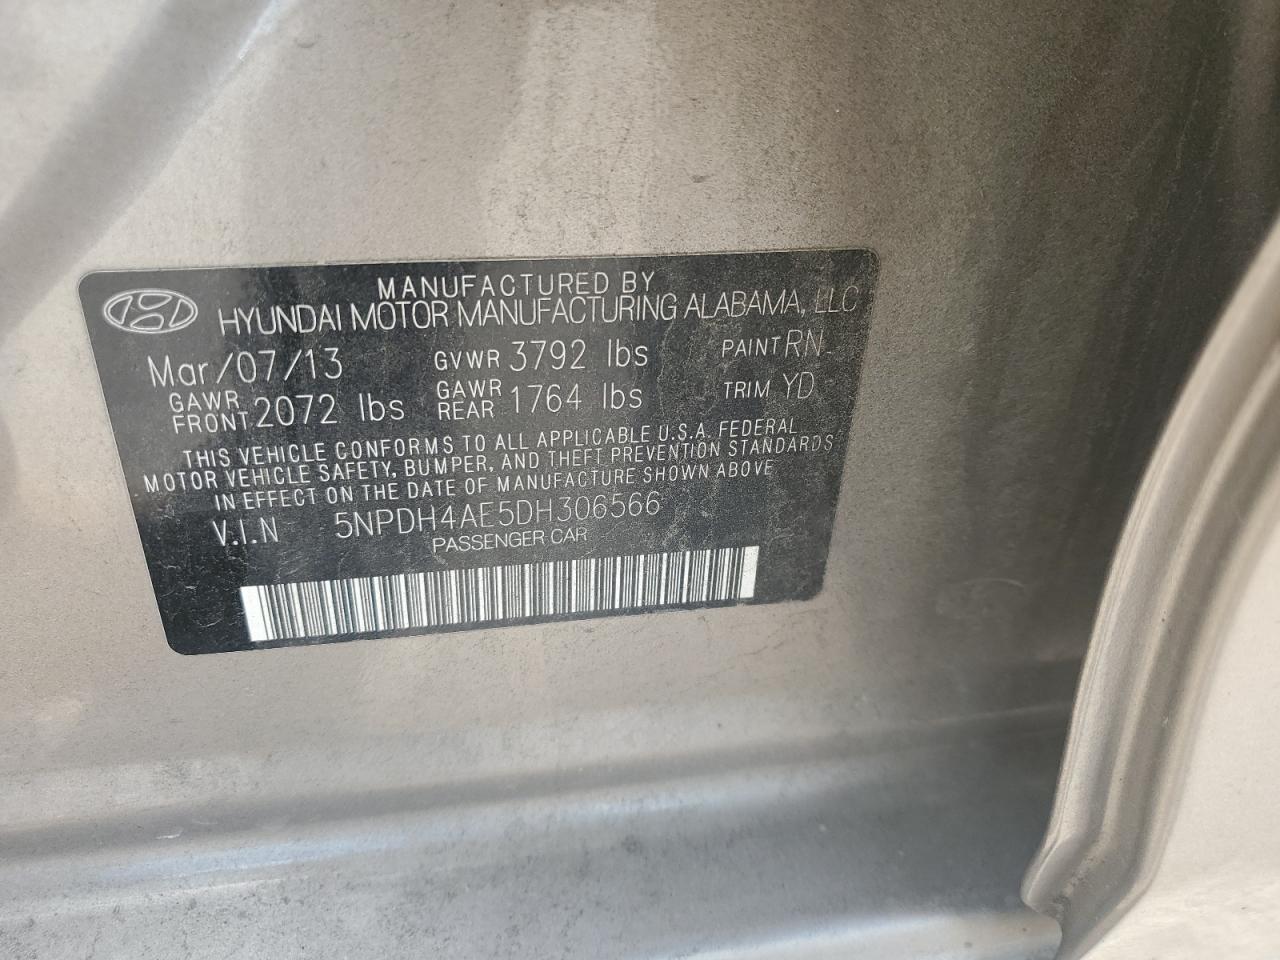 MANUFACTURED BY
HYUNDAI MOTOR MANUFACTURING ALABAMA, LLC
Mar/07/13 GVWR 3792 lbs PAINT RN
GAWR FRONT 2072 lbs GAWR REAR 1764 lbs TRIM YD
THIS VEHICLE CONFORMS TO ALL APPLICABLE U.S.A. FEDERAL
MOTOR VEHICLE SAFETY, BUMPER, AND THEFT PREVENTION STANDARDS
IN EFFECT ON THE DATE OF MANUFACTURE SHOWN ABOVE
V.I.N 5NPDH4AE5DH306566
PASSENGER CAR